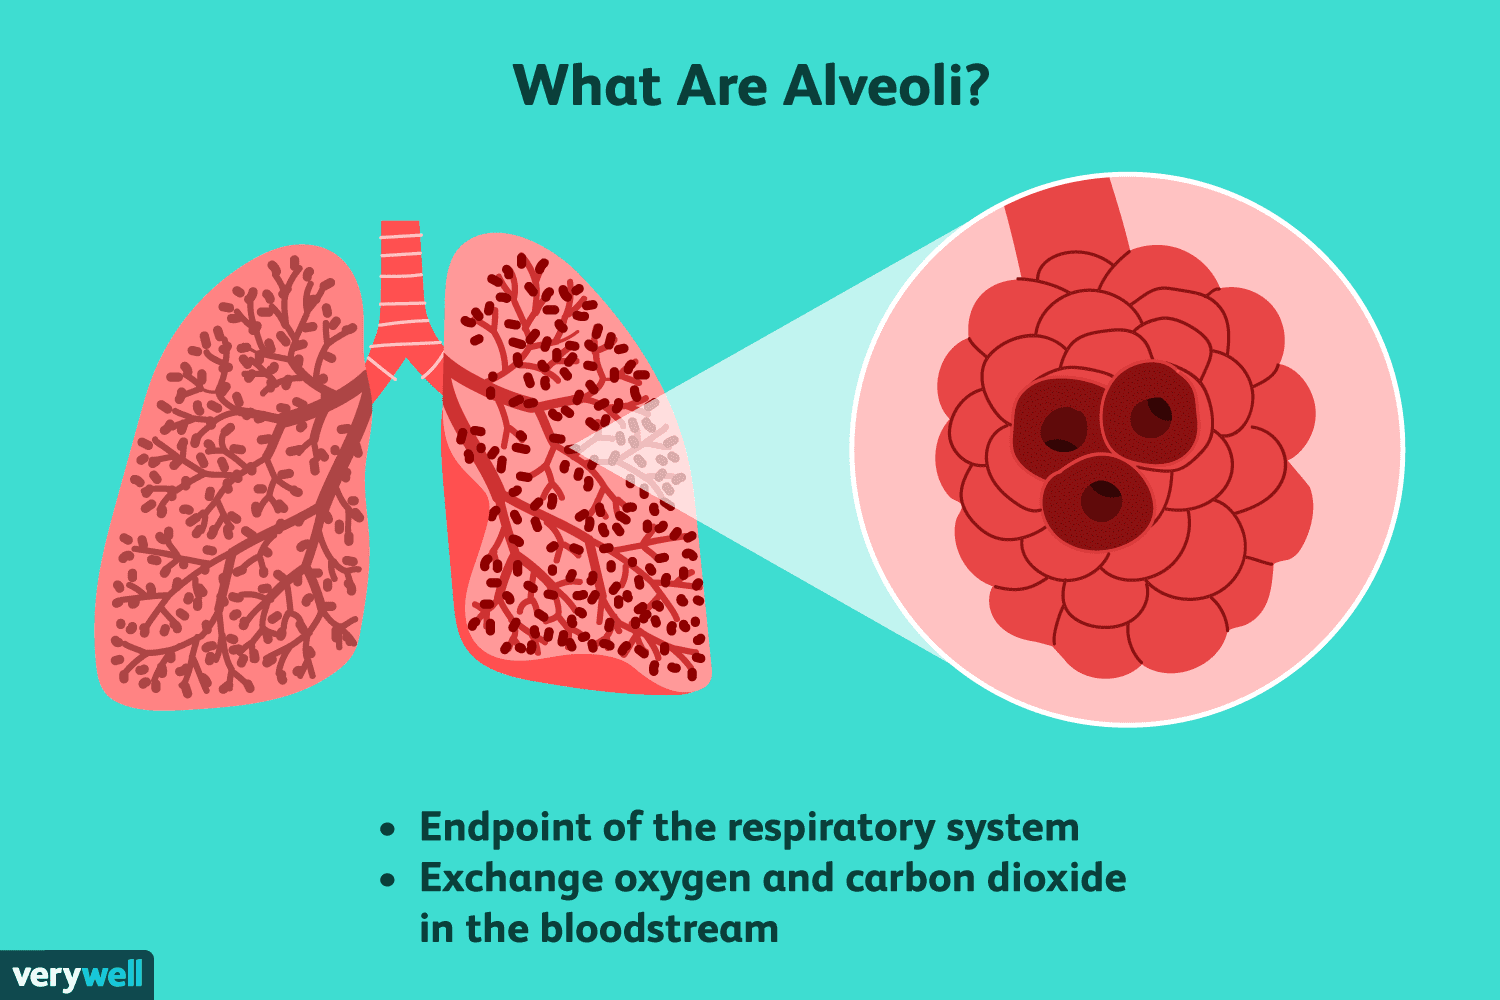 What Are Alveoli?
• Endpoint of the respiratory system
• Exchange oxygen and carbon dioxide
in the bloodstream
verywell